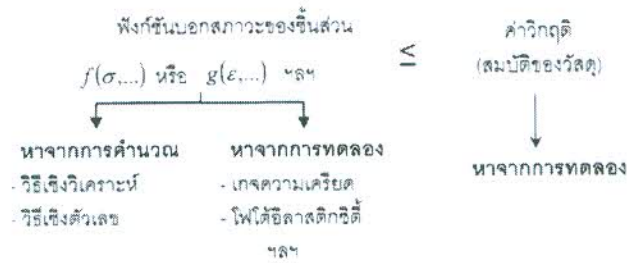 ฟังก์ชันบอกสภาวะของชิ้นส่วน
f(σ,...) หรือ g(ε,...) ฯลฯ
≤
ค่าวิกฤติ
(สมบัติของวัสดุ)
หาจากการคำนวณ
- วิธีเชิงวิเคราะห์
- วิธีเชิงตัวเลข
หาจากการทดลอง
- เกจความเครียด
- โฟโต้อีลาสติกซิตี้
ฯลฯ
หาจากการทดลอง